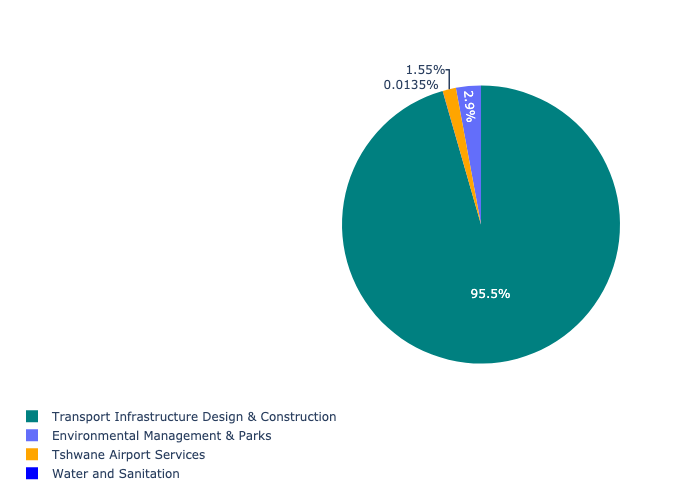 1.55%
0.0135%
2.9%
95.5%
Transport Infrastructure Design & Construction
Environmental Management & Parks
Tshwane Airport Services
Water and Sanitation